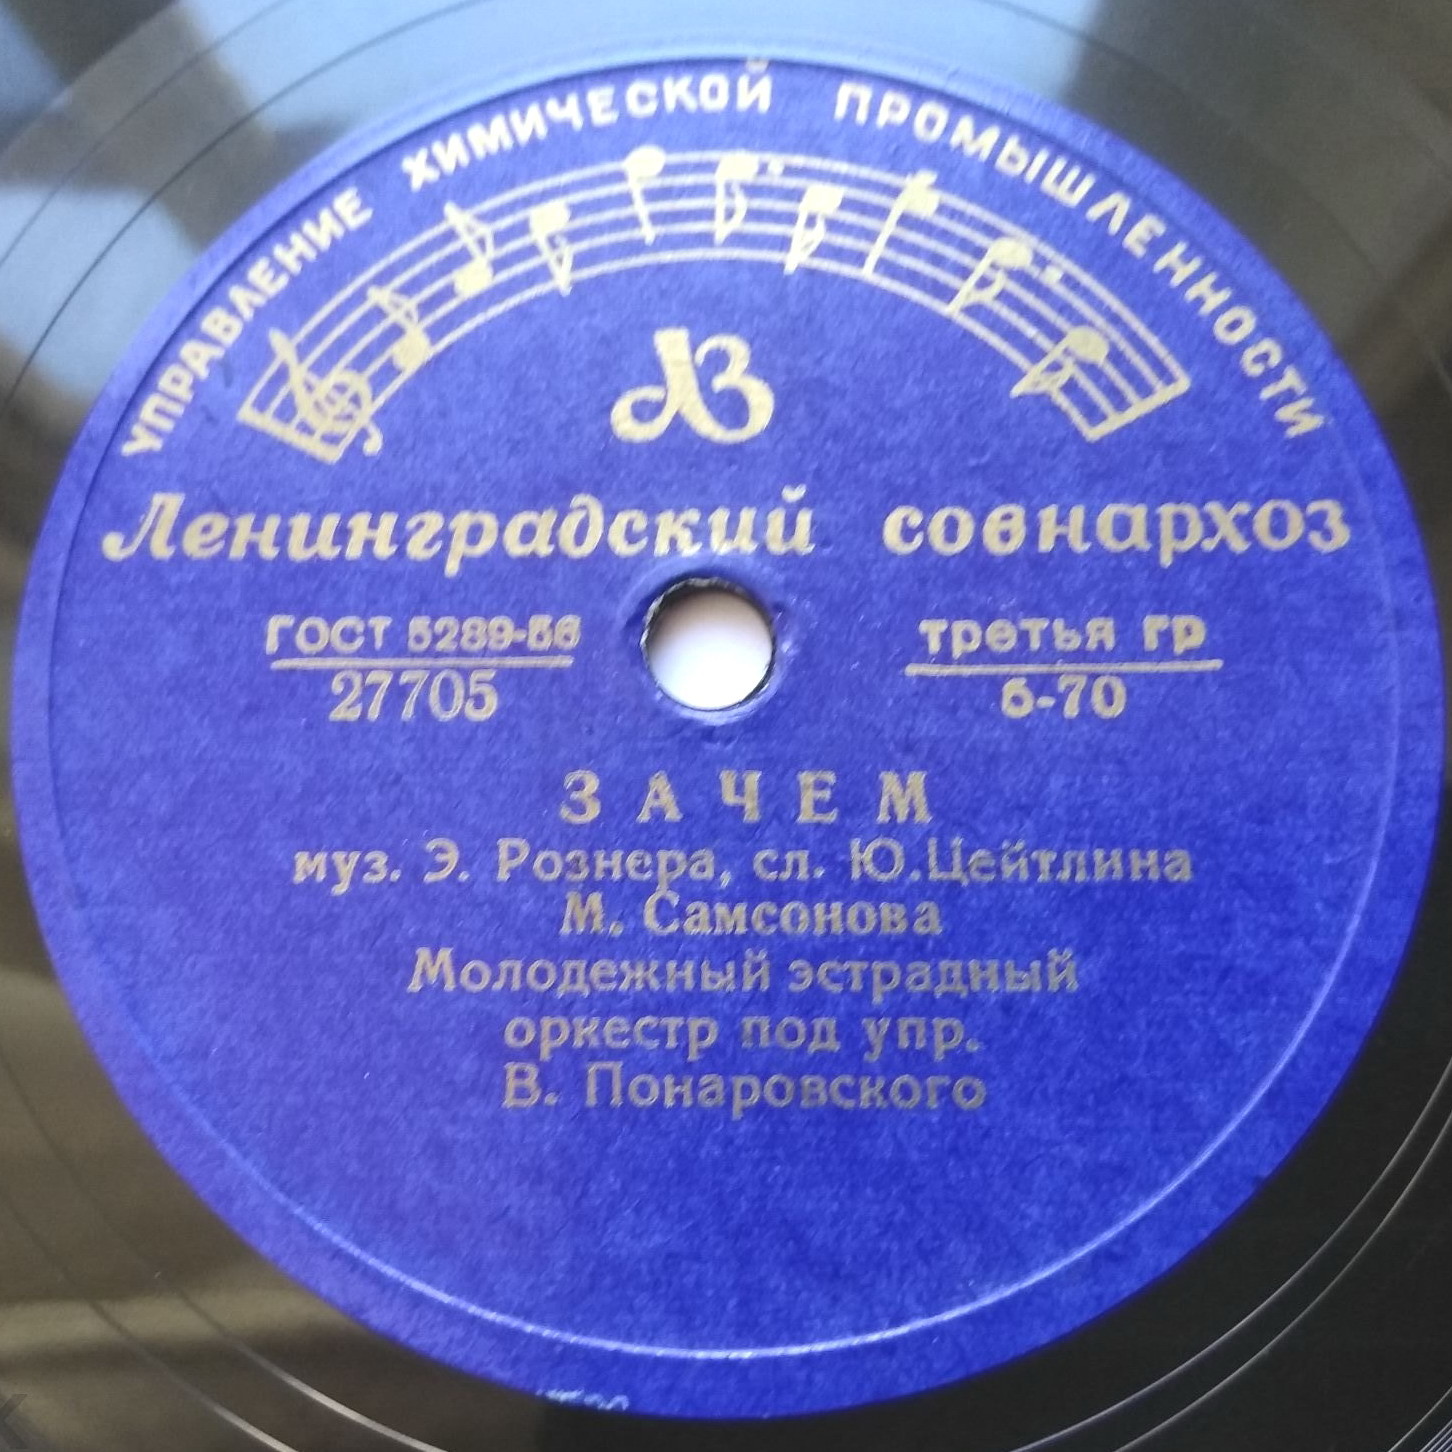 УПРАВЛЕНИЕ ХИМИЧЕСКОЙ ПРОМЫШЛЕННОСТИ
ЛЗ
Ленинградский совнархоз
ГОСТ 5289-56
27705
третья гр
6-70
ЗАЧЕМ
муз. Э. Рознера, сл. Ю.Цейтлина
М. Самсонова
Молодежный эстрадный
оркестр под упр.
В. Понаровского